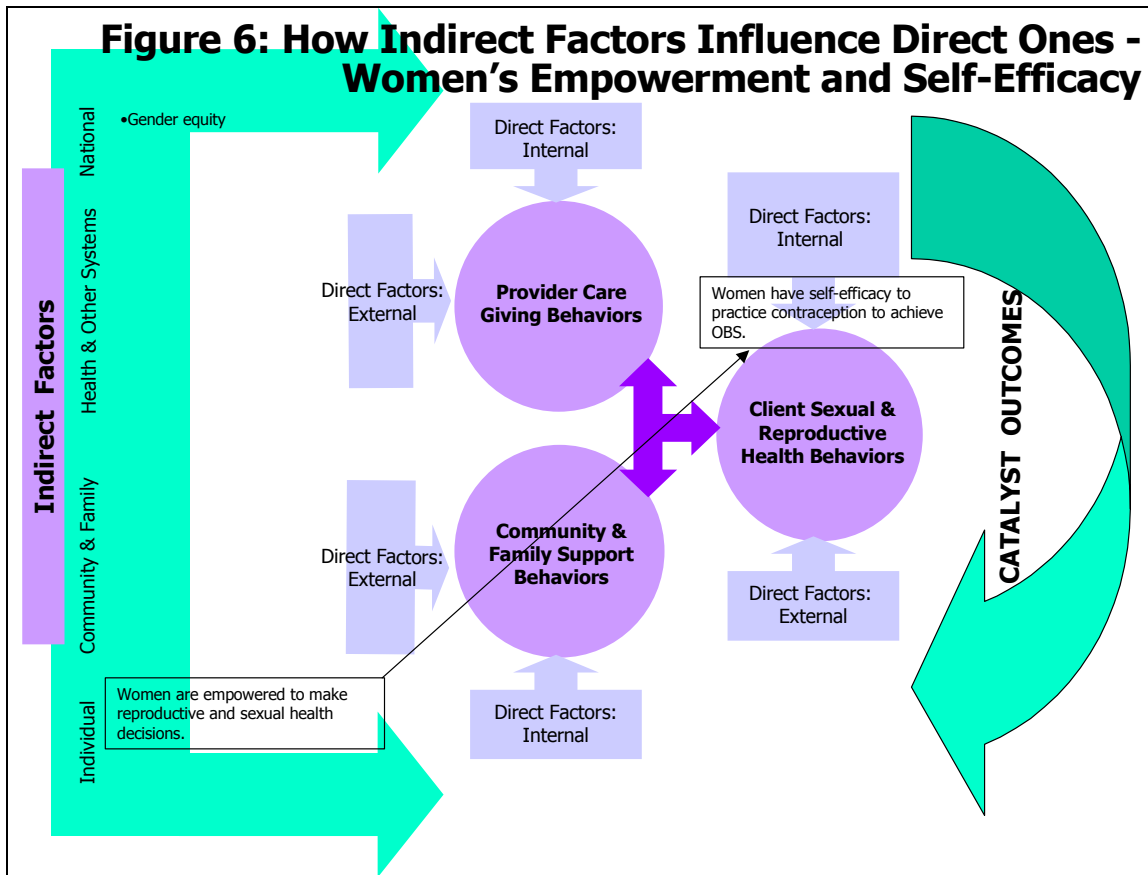 Figure 6: How Indirect Factors Influence Direct Ones -
Women’s Empowerment and Self-Efficacy
Indirect Factors
National
Health & Other Systems
Community & Family
Individual
•Gender equity
Direct Factors:
Internal
Direct Factors:
External
Provider Care
Giving Behaviors
Direct Factors:
Internal
Women have self-efficacy to
practice contraception to achieve
OBS.
Client Sexual &
Reproductive
Health Behaviors
Direct Factors:
External
Direct Factors:
External
Community &
Family Support
Behaviors
Direct Factors:
Internal
Women are empowered to make
reproductive and sexual health
decisions.
CATALYST OUTCOMES